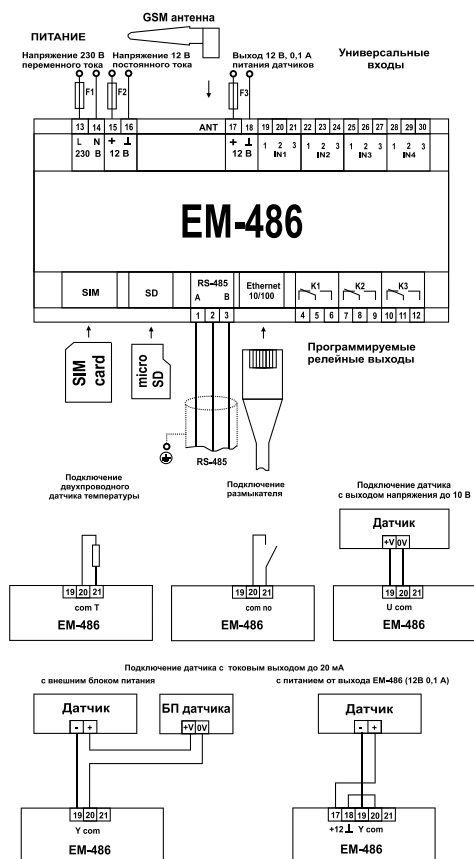 GSM антенна
ПИТАНИЕ
Напряжение 230 В
переменного тока
Напряжение 12 В
постоянного тока
Выход 12 В, 0,1 А
питания датчиков
Универсальные
входы
F1
F2
F3
13 14 15 16 ANT 17 18 19 20 21 22 23 24 25 26 27 28 29 30
L N + ⊥ + ⊥ 1 2 3 1 2 3 1 2 3 1 2 3
230 В 12 В 12 В IN1 IN2 IN3 IN4
EM-486
SIM
SD
RS-485
A B
Ethernet
10/100
K1
K2
K3
1 2 3 4 5 6 7 8 9 10 11 12
SIM
card
micro
SD
Программируемые
релейные выходы
RS-485
Подключение
двухпроводного
датчика температуры
Подключение
размыкателя
Подключение датчика
с выходом напряжения до 10 В
Датчик
+V 0V
19 20 21
com T
EM-486
19 20 21
com no
EM-486
19 20 21
U com
EM-486
Подключение датчика с токовым выходом до 20 мА
с внешним блоком питания
с питанием от выхода EM-486 (12В 0,1 А)
Датчик
- +
БП датчика
+V 0V
Датчик
- +
19 20 21
Y com
EM-486
17 18 19 20 21
+12 ⊥ Y com
EM-486